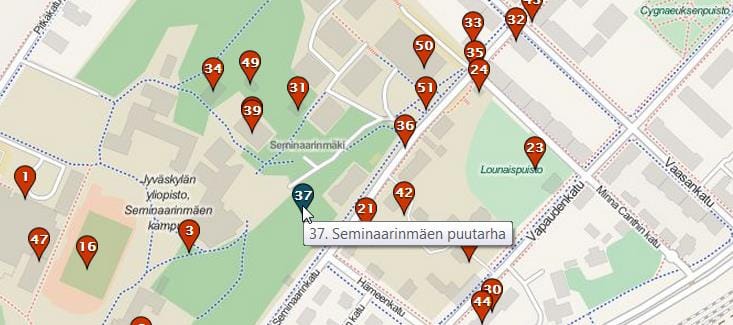 Pitkäkatu
Cygnaeuksenpuisto
33
32
50
35
49
34
24
31
51
39
36
Seminaarinmäki
23
Lounaispuisto
Vaasankatu
1
Jyväskylän
yliopisto,
Seminaarinmäen
kampus
37
42
21
Minna Canthin katu
Vapaudenkatu
3
47
16
37. Seminaarinmäen puutarha
Seminaarinkatu
Hämeenkatu
30
44